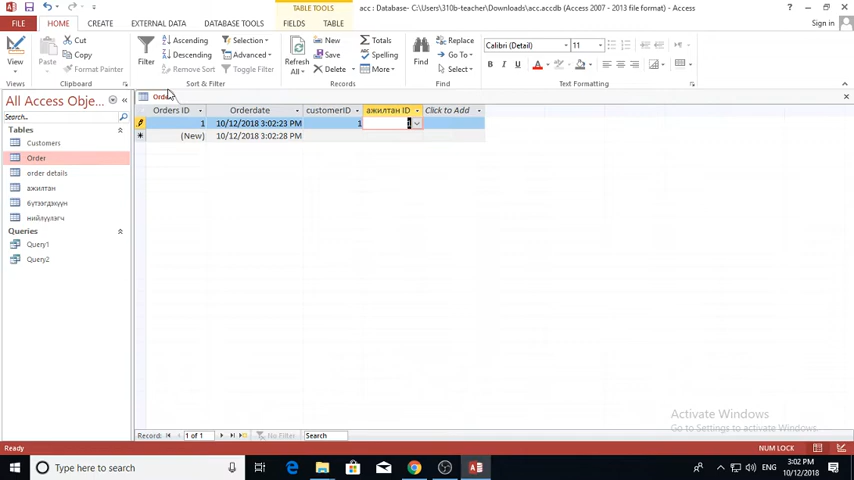 acc : Database- C:\Users\310b-teacher\Downloads\acc.accdb (Access 2007 - 2013 file format) - Access
TABLE TOOLS
FILE HOME CREATE EXTERNAL DATA DATABASE TOOLS FIELDS TABLE
Sign in
View
Paste
Cut
Copy
Format Painter
Clipboard
Filter
Ascending
Descending
Remove Sort
Selection
Advanced
Toggle Filter
Sort & Filter
Refresh
All
New
Save
Delete
Totals
Spelling
More
Records
Find
Replace
Go To
Select
Find
Calibri (Detail)
11
B I U
Text Formatting
All Access Obje...
Search...
Tables
Customers
Order
order details
ажилтан
бүтээгдэхүүн
нийлүүлэгч
Queries
Query1
Query2
Order
Orders ID Orderdate customerID ажилтан ID Click to Add
1 10/12/2018 3:02:23 PM 1 1
(New) 10/12/2018 3:02:28 PM
Activate Windows
Go to Settings to activate Windows.
Record: 1 of 1 No Filter Search
Ready
NUM LOCK
Type here to search
ENG
3:02 PM
10/12/2018